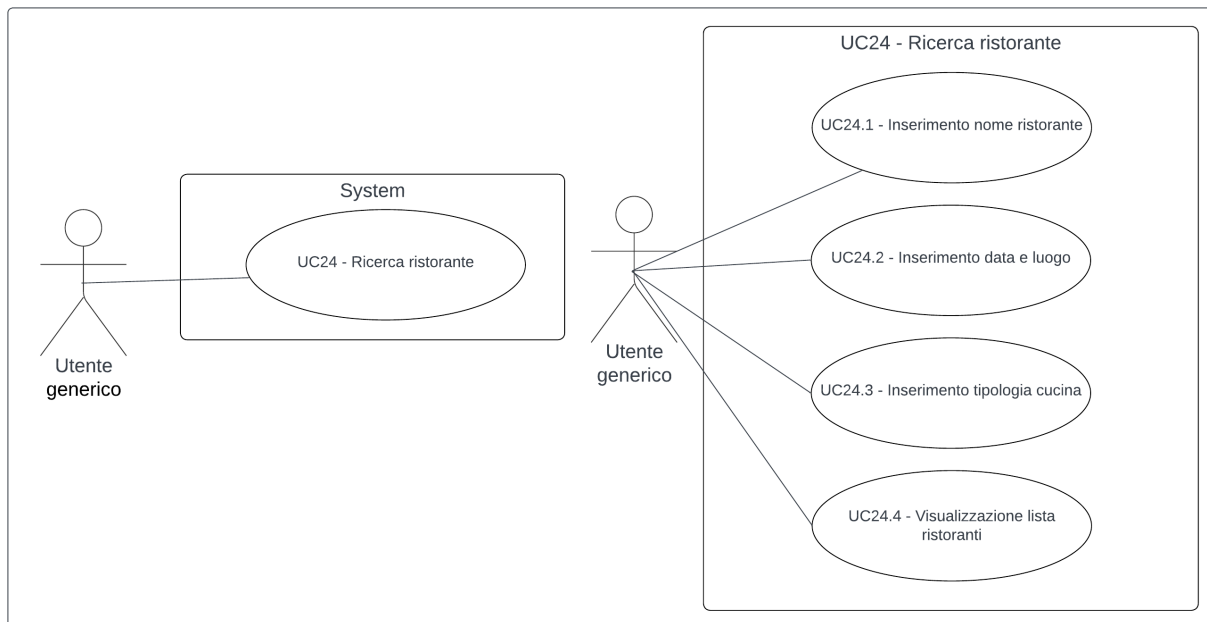 System
UC24 - Ricerca ristorante
Utente
generico
UC24 - Ricerca ristorante
UC24.1 - Inserimento nome ristorante
UC24.2 - Inserimento data e luogo
UC24.3 - Inserimento tipologia cucina
UC24.4 - Visualizzazione lista
ristoranti
Utente
generico